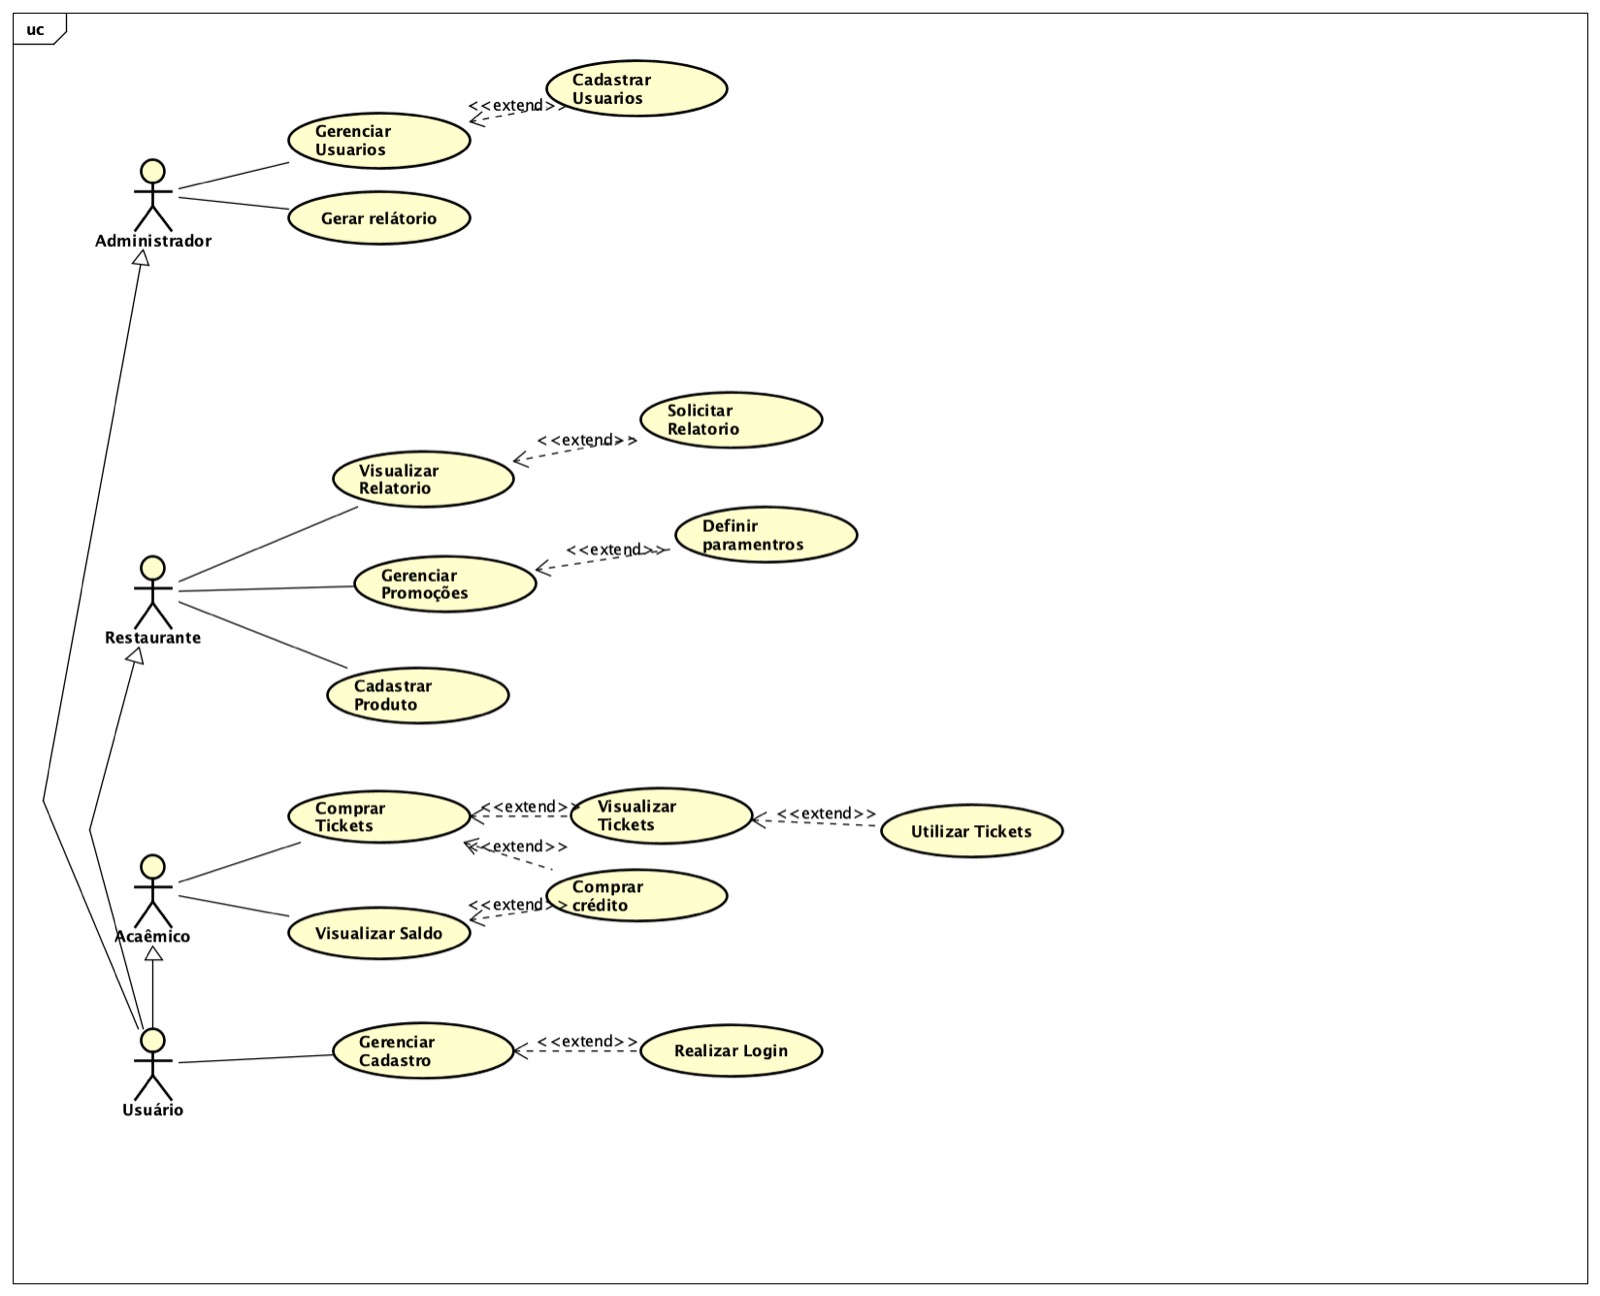 uc
Cadastrar
Usuarios
<<extend>>
Gerenciar
Usuarios
Gerar relátorio
Administrador
Solicitar
Relatorio
<<extend>>
Visualizar
Relatorio
Definir
paramentros
<<extend>>
Gerenciar
Promoções
Restaurante
Cadastrar
Produto
Comprar
Tickets
<<extend>>
Visualizar
Tickets
<<extend>>
Utilizar Tickets
<<extend>>
Comprar
crédito
<<extend>>
Visualizar Saldo
Acaêmico
Gerenciar
Cadastro
<<extend>>
Realizar Login
Usuário